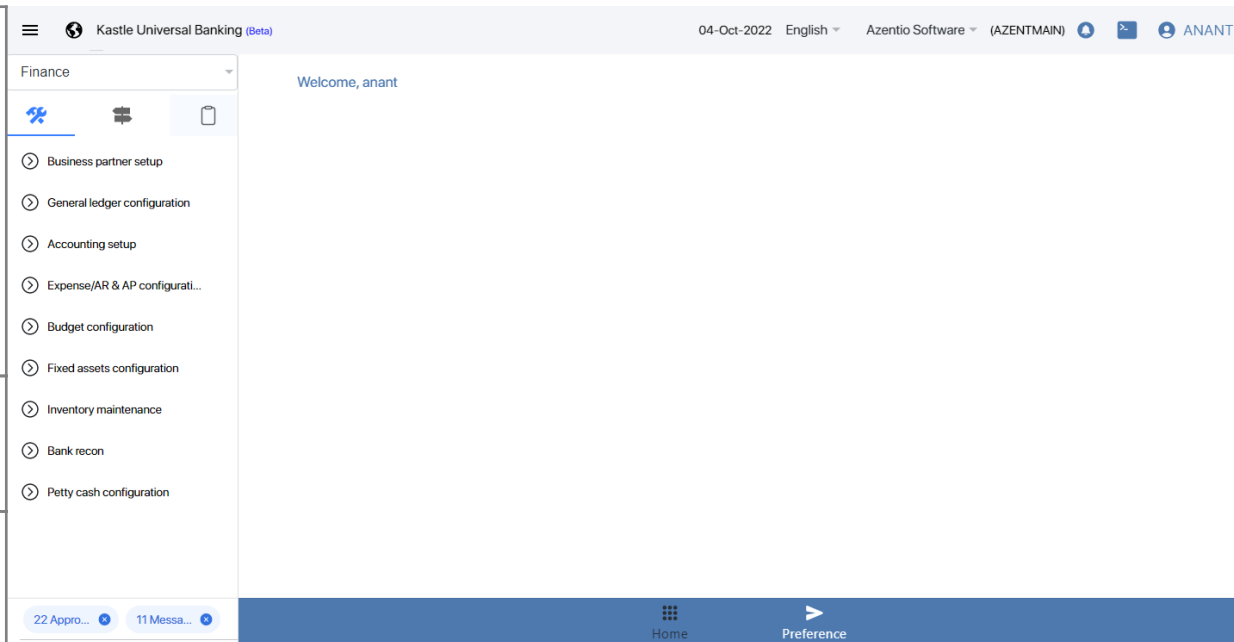 Kastle Universal Banking (Beta)
04-Oct-2022 English Azentio Software (AZENTMAIN) ANANT
Finance
Welcome, anant
Business partner setup
General ledger configuration
Accounting setup
Expense/AR & AP configurati...
Budget configuration
Fixed assets configuration
Inventory maintenance
Bank recon
Petty cash configuration
22 Appro... 11 Messa...
Home Preference